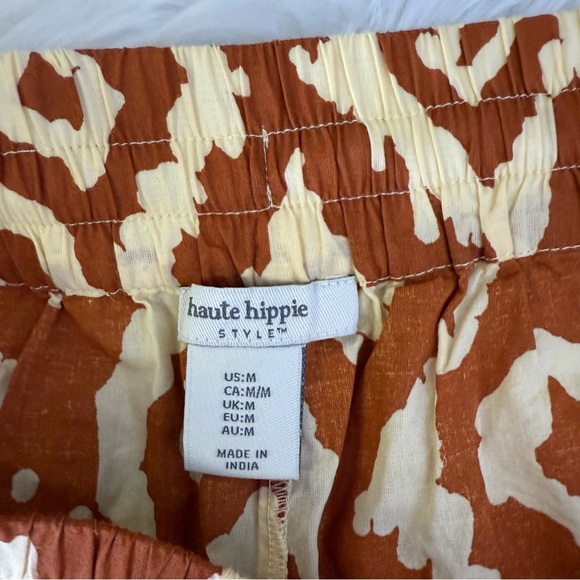 haute hippie
STYLE™
US:M
CA:M/M
UK:M
EU:M
AU:M
MADE IN
INDIA